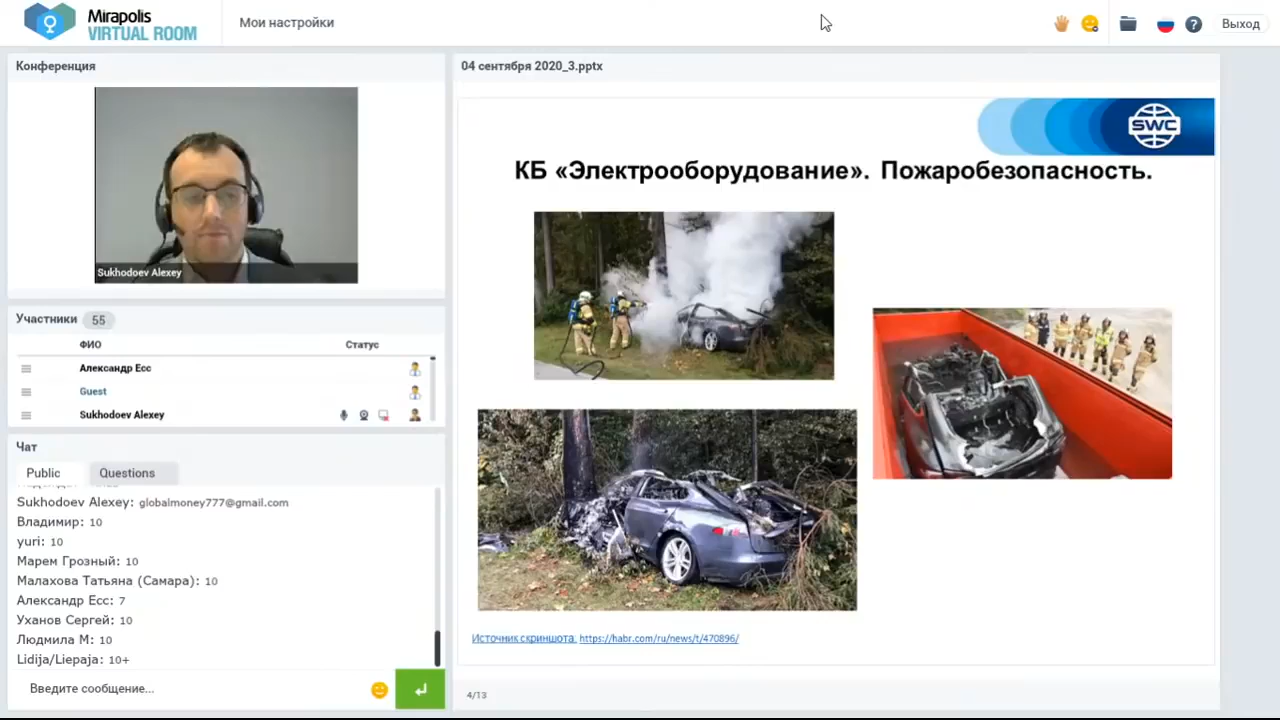 Mirapolis
VIRTUAL ROOM
Мои настройки
Выход
Конференция
Sukhodoev Alexey
Участники 55
ФИО Статус
Александр Есс
Guest
Sukhodoev Alexey
Чат
Public Questions
Sukhodoev Alexey: globalmoney777@gmail.com
Владимир: 10
yuri: 10
Марем Грозный: 10
Малахова Татьяна (Самара): 10
Александр Есс: 7
Уханов Сергей: 10
Людмила М: 10
Lidija/Liepaja: 10+
Введите сообщение...
04 сентября 2020_3.pptx
SWC
КБ «Электрооборудование». Пожаробезопасность.
Источник скриншота: https://habr.com/ru/news/t/470896/
4/13